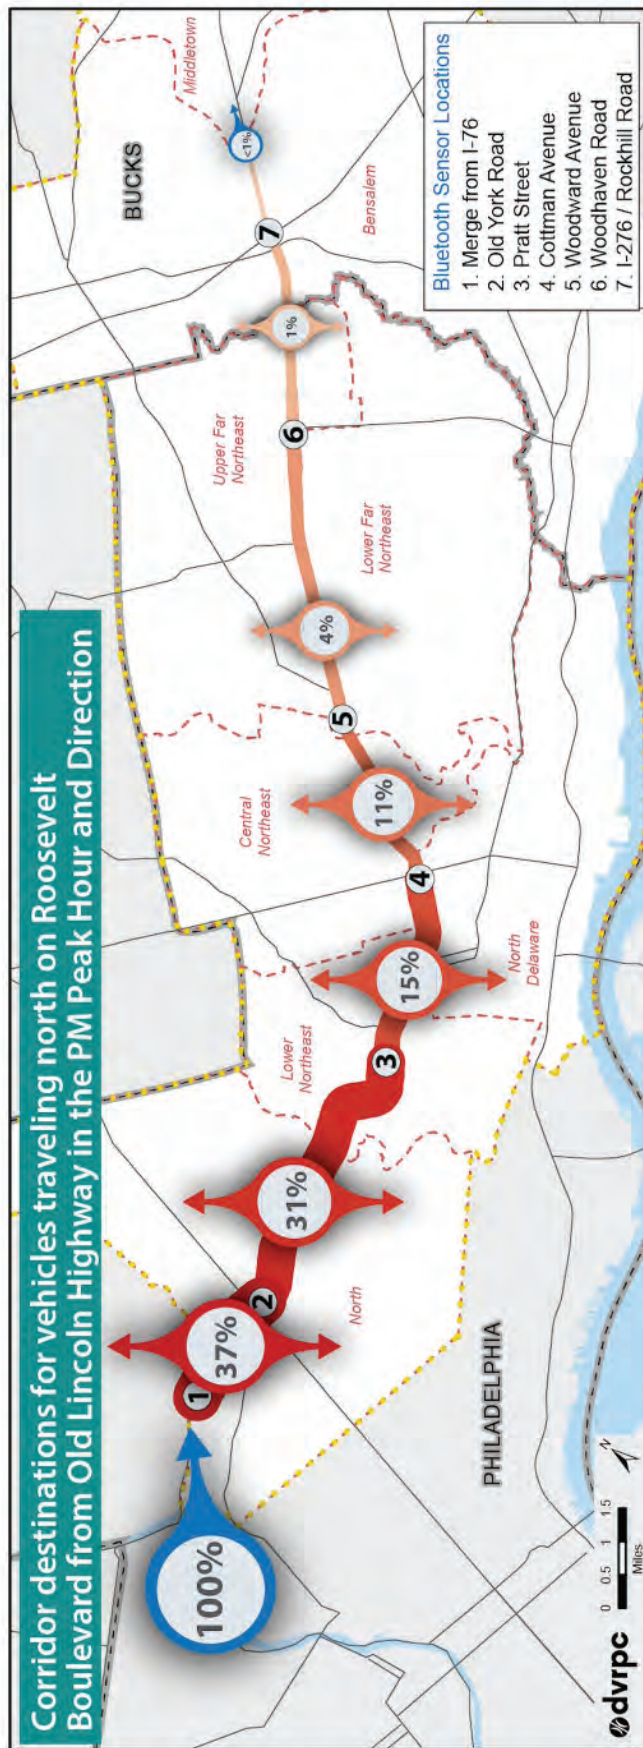 Corridor destinations for vehicles traveling north on Roosevelt
Boulevard from Old Lincoln Highway in the PM Peak Hour and Direction
100%
1
37%
2
31%
3
15%
4
11%
5
4%
6
1%
7
<1%
North
Lower
Northeast
North
Delaware
Central
Northeast
Lower Far
Northeast
Upper Far
Northeast
Bensalem
Middletown
BUCKS
PHILADELPHIA
Bluetooth Sensor Locations
1. Merge from I-76
2. Old York Road
3. Pratt Street
4. Cottman Avenue
5. Woodward Avenue
6. Woodhaven Road
7. I-276 / Rockhill Road
dvrpc
0 0.5 1 1.5
Miles
N